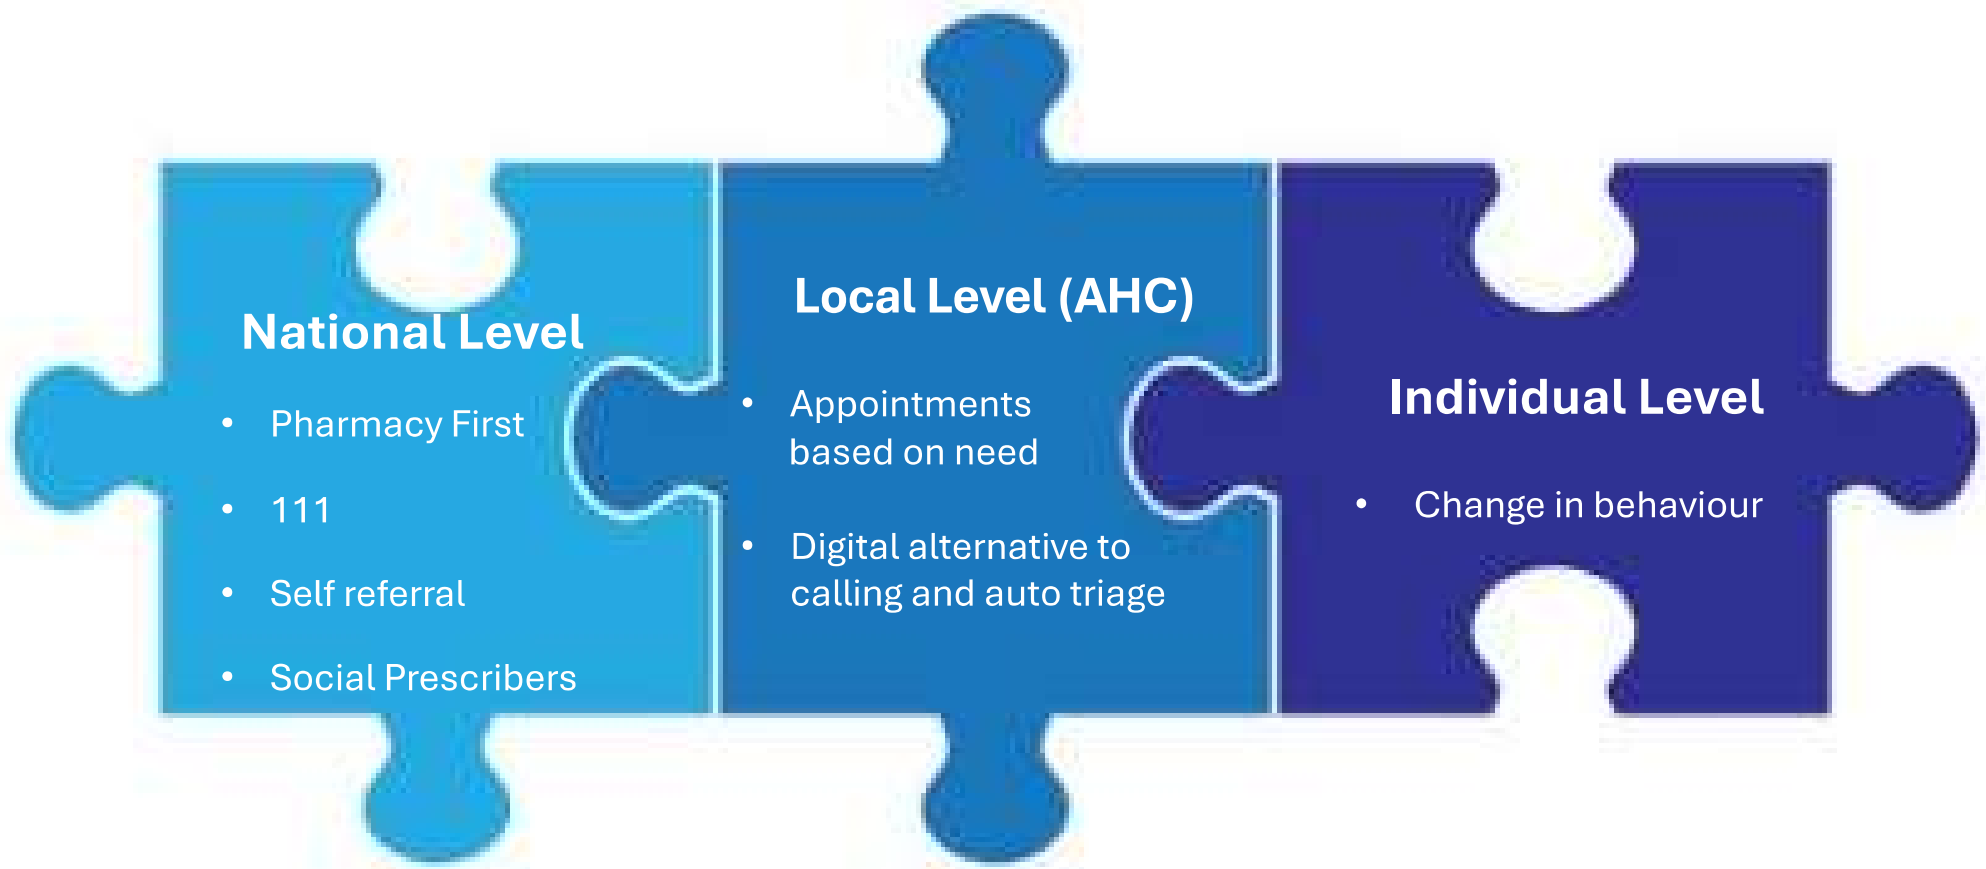 National Level
• Pharmacy First
• 111
• Self referral
• Social Prescribers
Local Level (AHC)
• Appointments
based on need
• Digital alternative to
calling and auto triage
Individual Level
• Change in behaviour